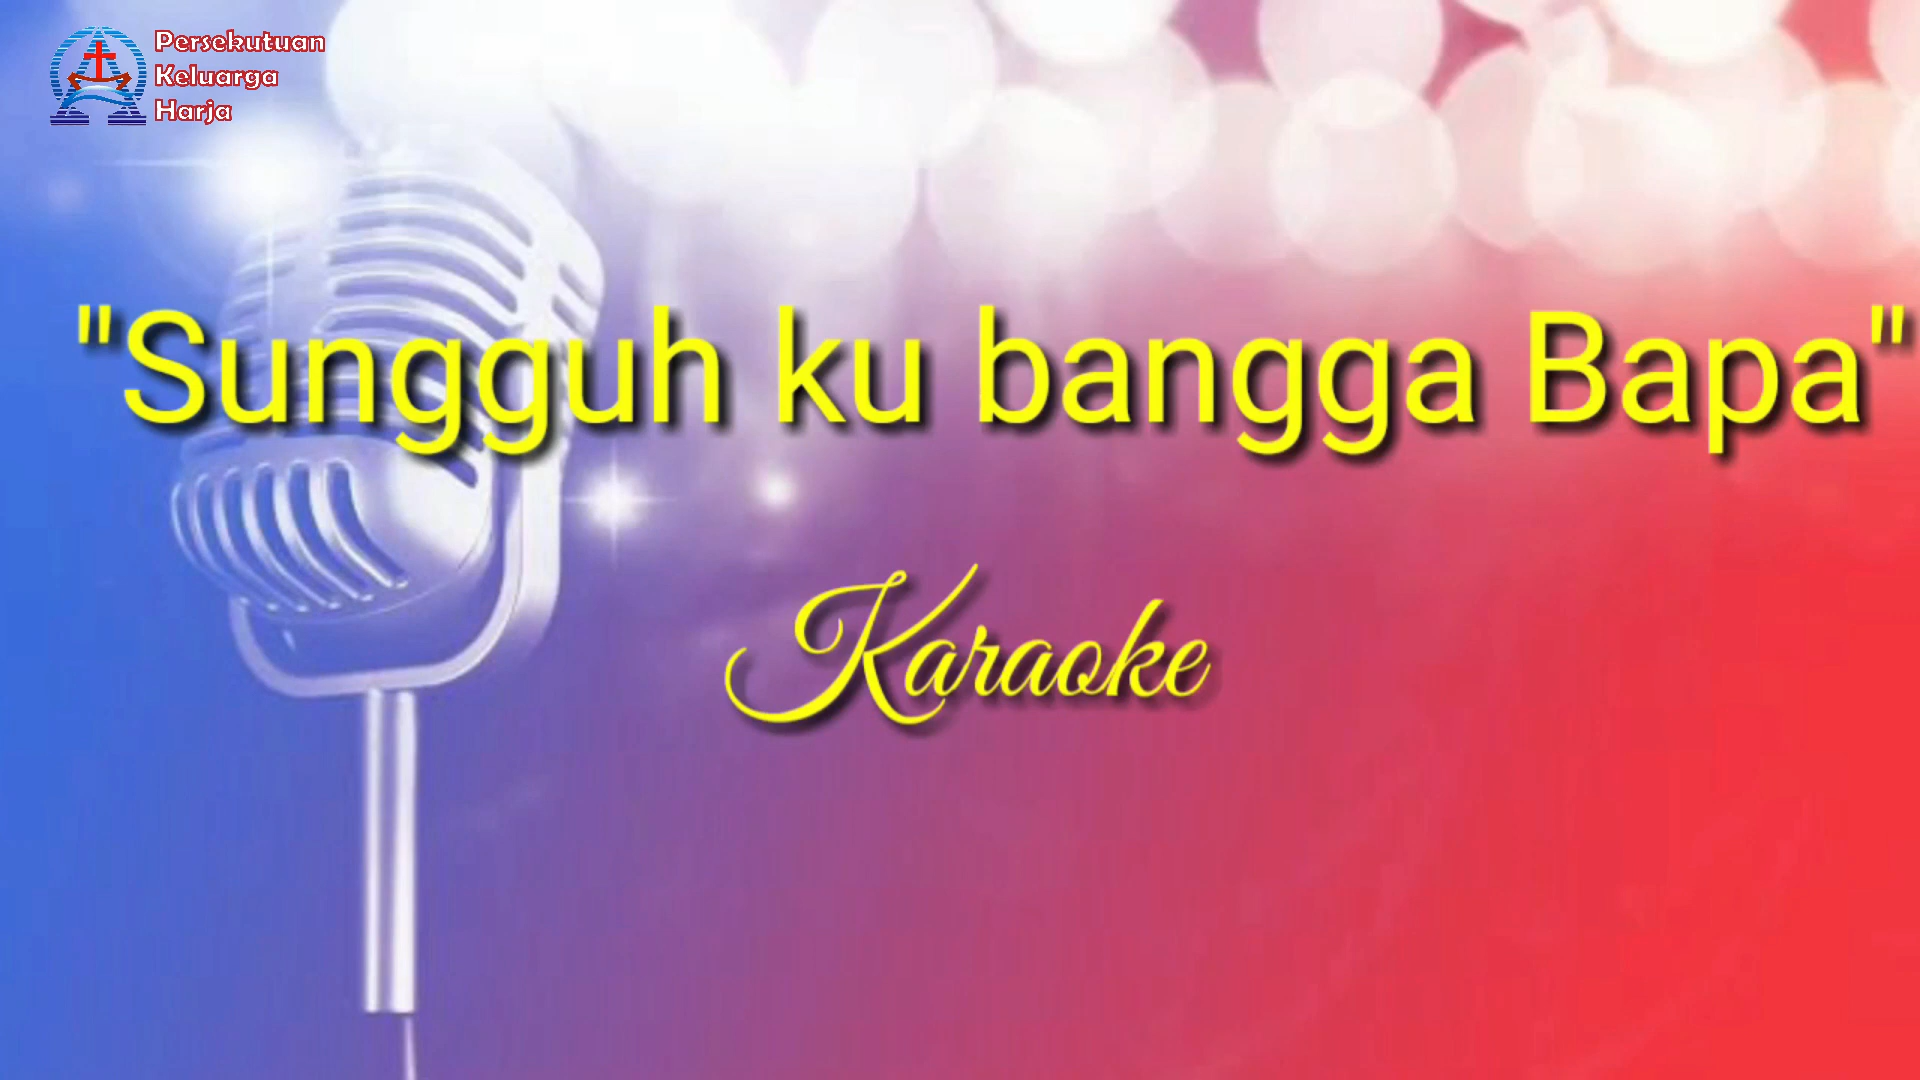 Persekutuan
Keluarga
Harja
"Sungguh ku bangga Bapa"
Karaoke